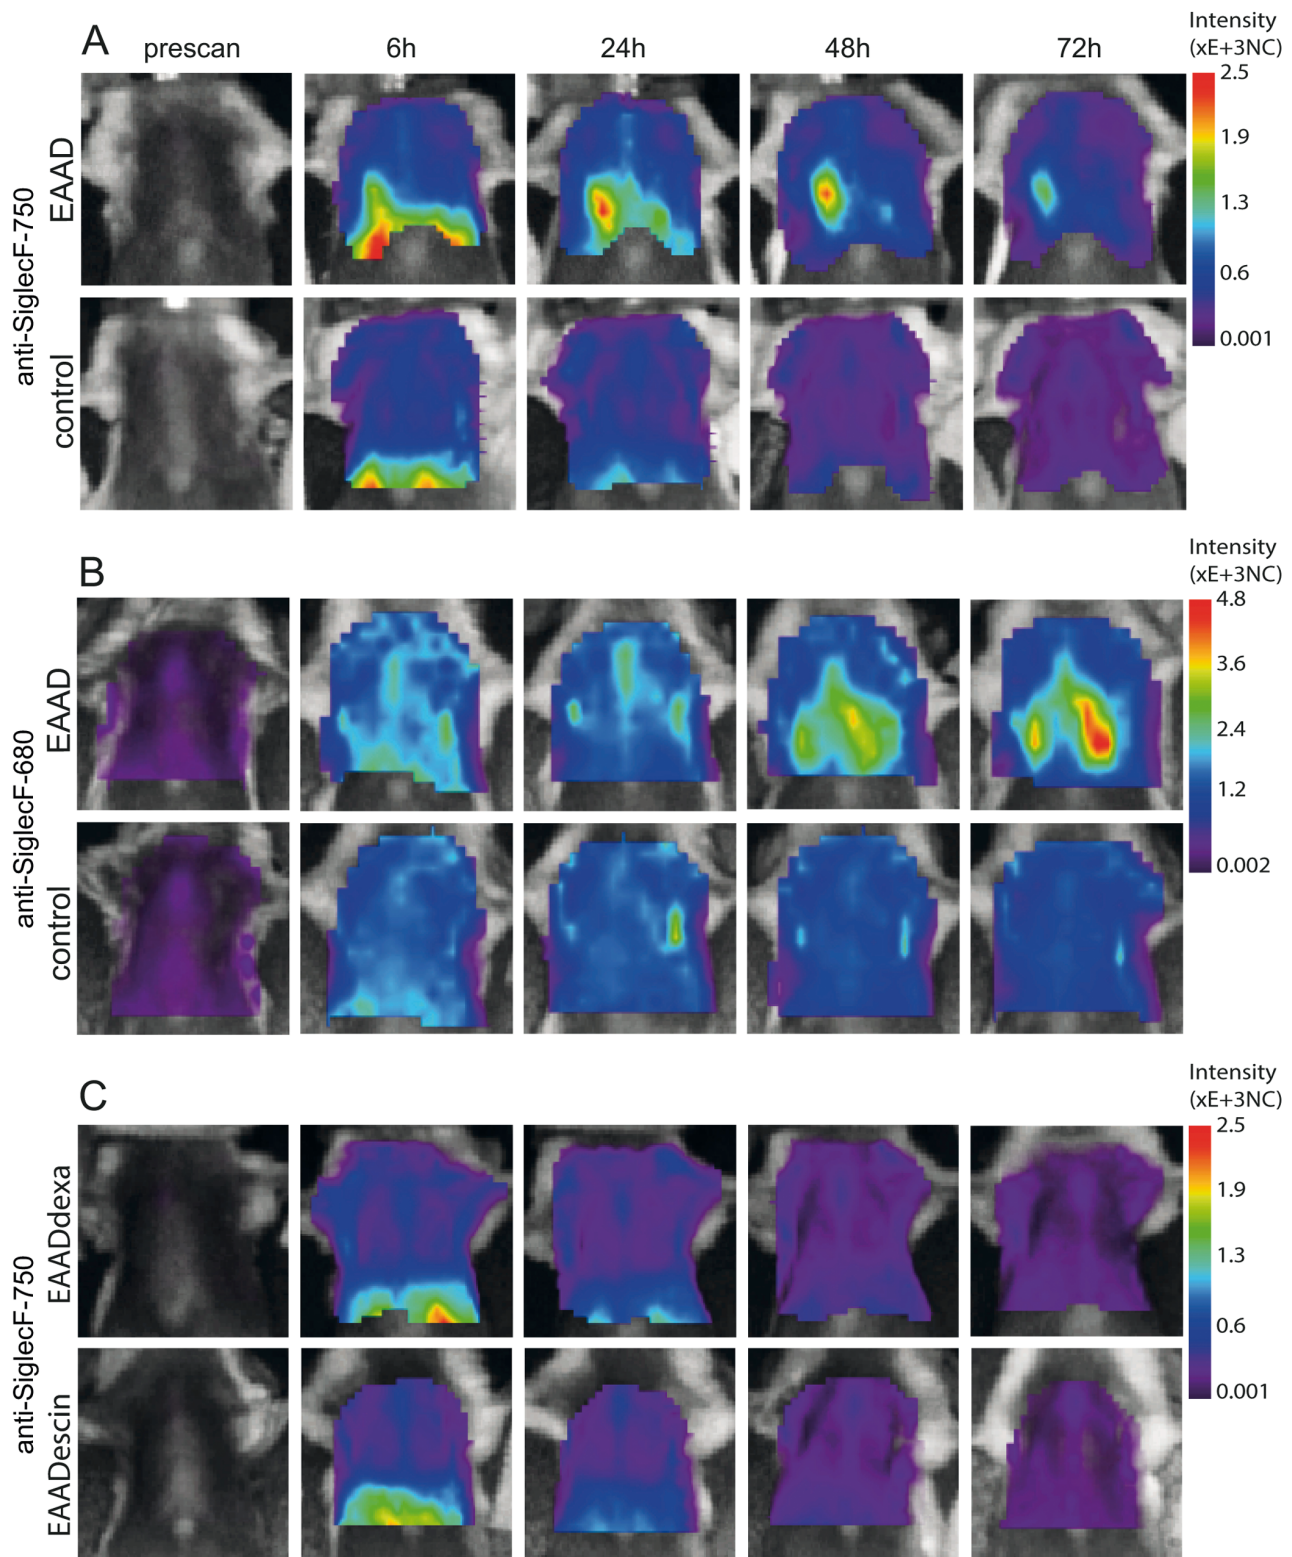 A
prescan 6h 24h 48h 72h
Intensity
(xE+3NC)
anti-SiglecF-750
EAAD
control
2.5
1.9
1.3
0.6
0.001
B
Intensity
(xE+3NC)
anti-SiglecF-680
EAAD
control
4.8
3.6
2.4
1.2
0.002
C
Intensity
(xE+3NC)
anti-SiglecF-750
EAADdexa
EAADescin
2.5
1.9
1.3
0.6
0.001